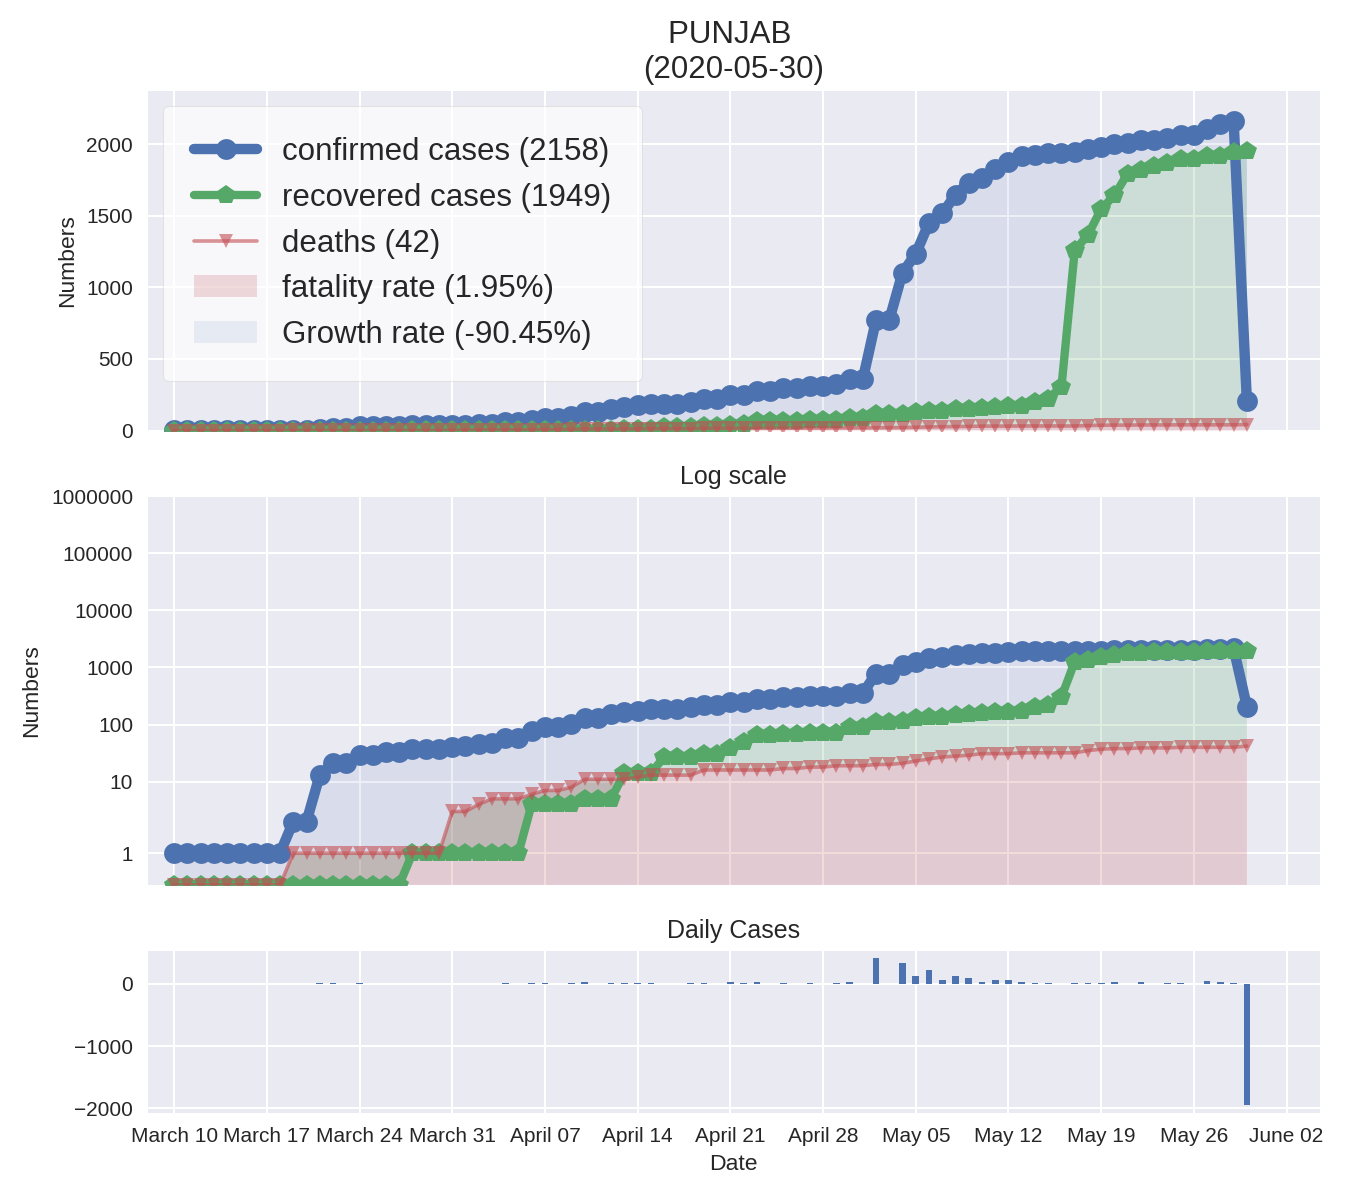 PUNJAB
(2020-05-30)
Numbers
2000
1500
1000
500
0
confirmed cases (2158)
recovered cases (1949)
deaths (42)
fatality rate (1.95%)
Growth rate (-90.45%)
Log scale
Numbers
1000000
100000
10000
1000
100
10
1
Daily Cases
0
−1000
−2000
March 10 March 17 March 24 March 31 April 07 April 14 April 21 April 28 May 05 May 12 May 19 May 26 June 02
Date